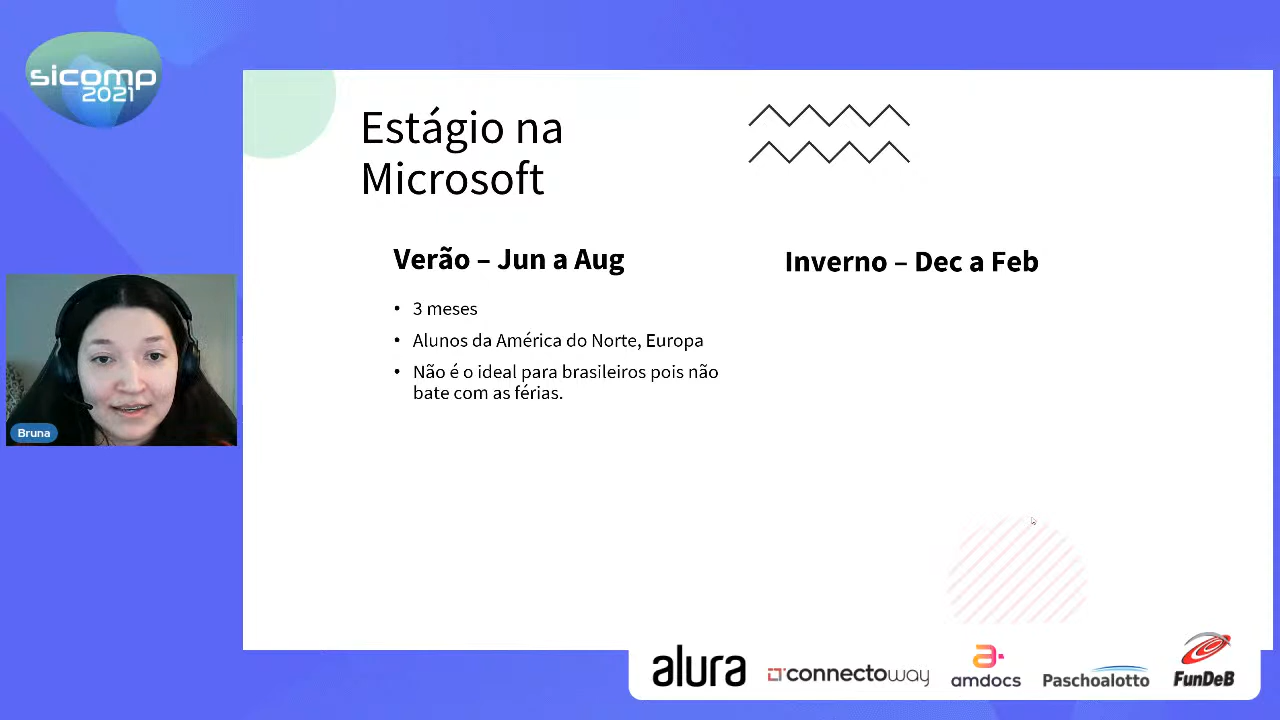 sicomp
2021
Estágio na
Microsoft
Verão – Jun a Aug
• 3 meses
• Alunos da América do Norte, Europa
• Não é o ideal para brasileiros pois não
bate com as férias.
Inverno – Dec a Feb
Bruna
alura
connectoway
amdocs
Paschoalotto
FunDeB